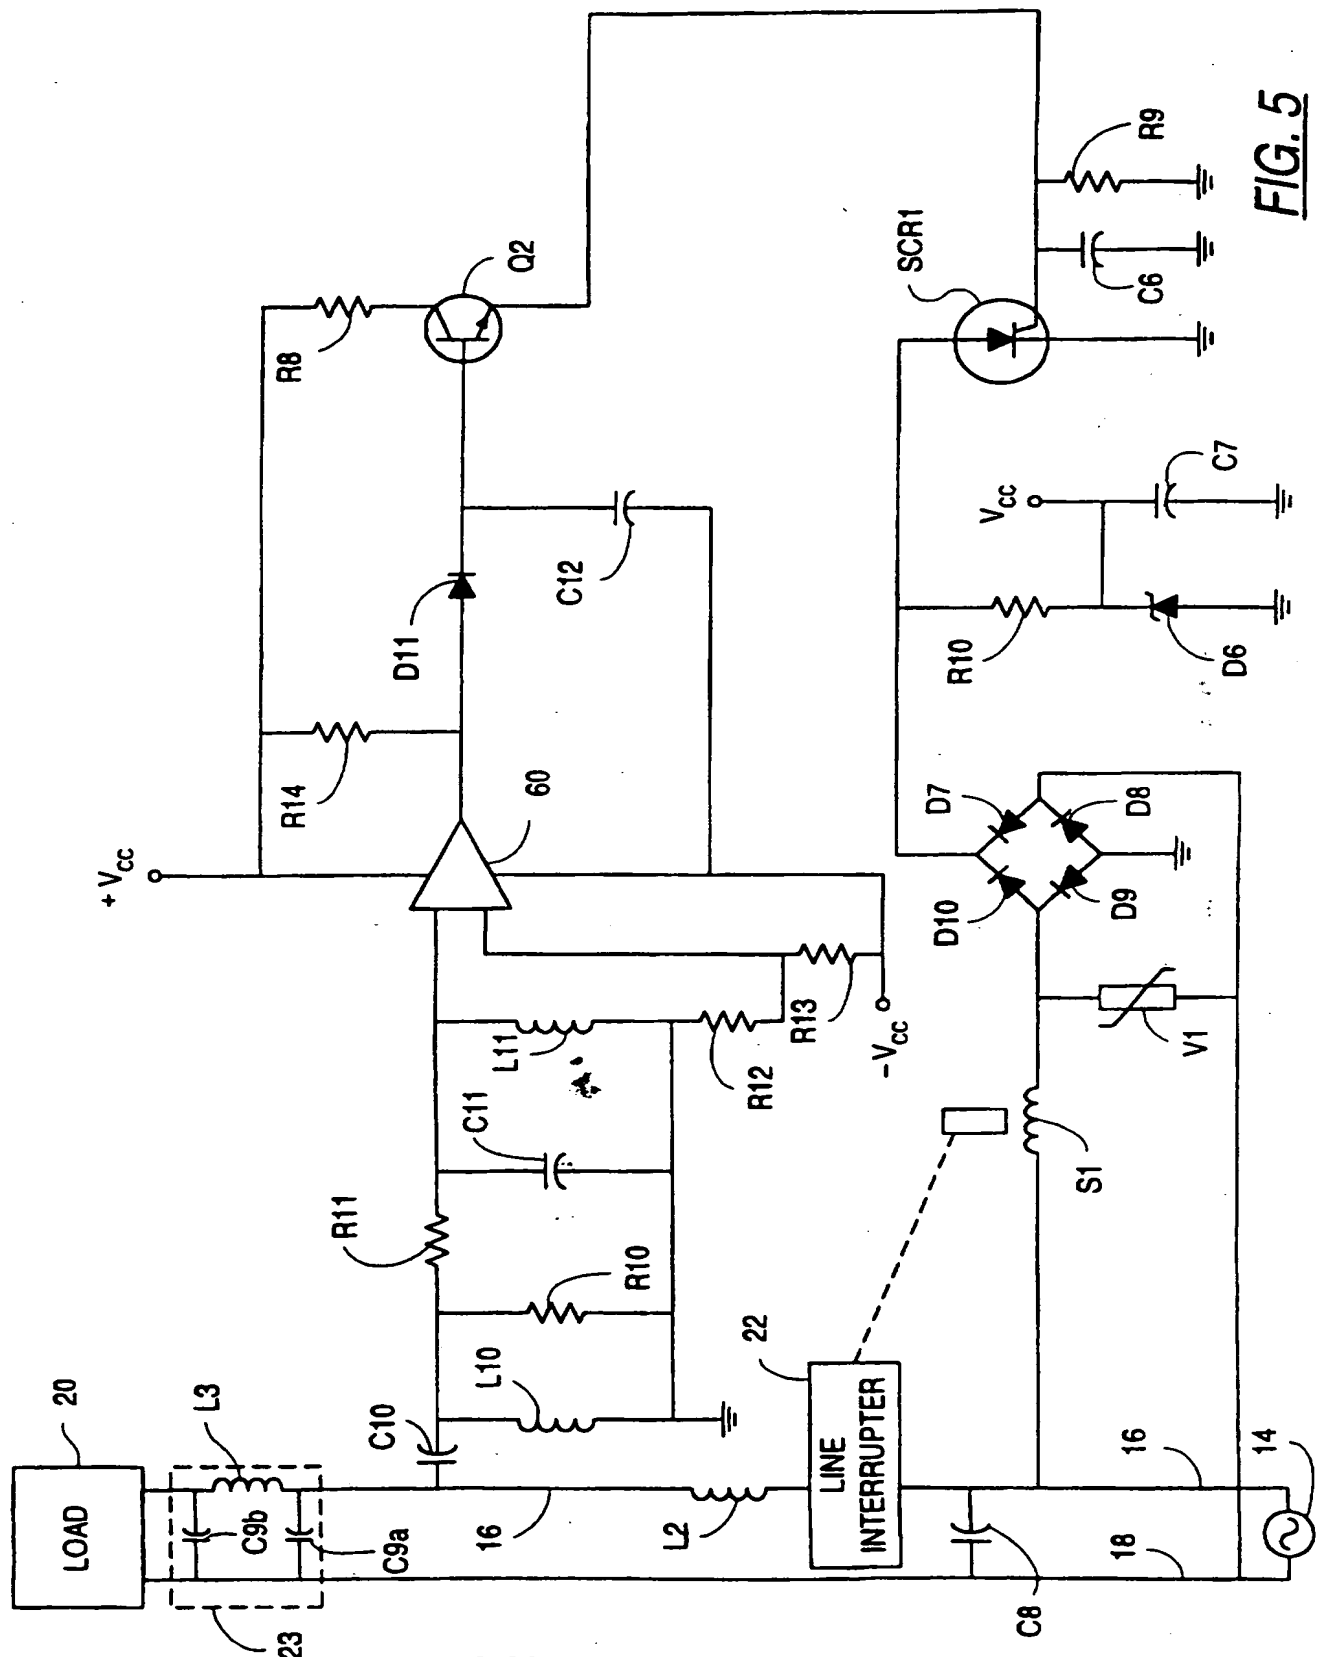 20
LOAD
L3
C9b
C9a
23
C10
16
L2
22
LINE
INTERRUPTER
C8
16
18
14
L10
R10
R11
C11
L11
R12
R13
-VCC
+VCC
60
R14
D11
C12
R8
Q2
S1
V1
D7
D8
D9
D10
R10
D6
VCC
C7
SCR1
C6
R9
FIG. 5